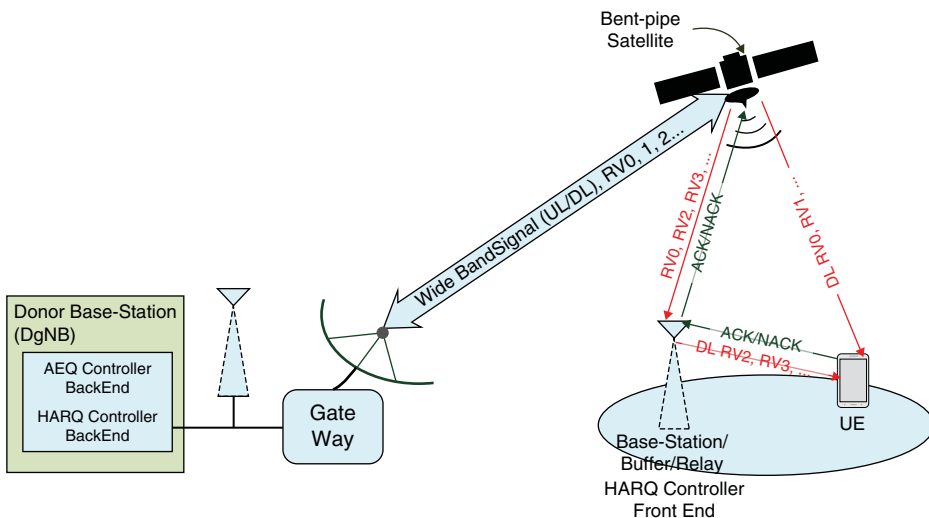 Bent-pipe
Satellite
Wide BandSignal (UL/DL), RV0, 1, 2...
RV0, RV2, RV3, ...
ACK/NACK
DL RV0, RV1, ...
Donor Base-Station
(DgNB)
AEQ Controller
BackEnd
HARQ Controller
BackEnd
Gate
Way
ACK/NACK
DL RV2, RV3, ...
UE
Base-Station/
Buffer/Relay
HARQ Controller
Front End